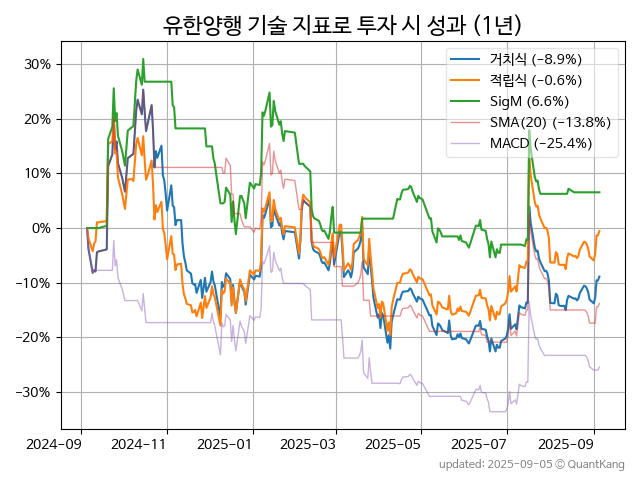 유한양행 기술 지표로 투자 시 성과 (1년)
거치식 (−8.9%)
적립식 (−0.6%)
SigM (6.6%)
SMA(20) (−13.8%)
MACD (−25.4%)
30%
20%
10%
0%
−10%
−20%
−30%
2024−09 2024−11 2025−01 2025−03 2025−05 2025−07 2025−09
updated: 2025-09-05 © QuantKang